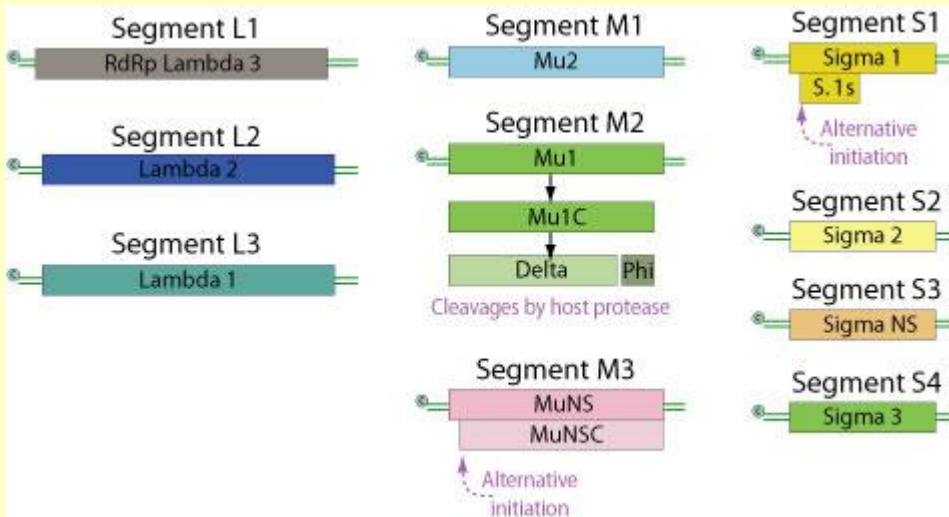 Segment L1
RdRp Lambda 3
Segment L2
Lambda 2
Segment L3
Lambda 1
Segment M1
Mu2
Segment M2
Mu1
Mu1C
Delta
Phi
Cleavages by host protease
Segment M3
MuNS
MuNSC
Alternative
initiation
Segment S1
Sigma 1
S.1s
Alternative
initiation
Segment S2
Sigma 2
Segment S3
Sigma NS
Segment S4
Sigma 3